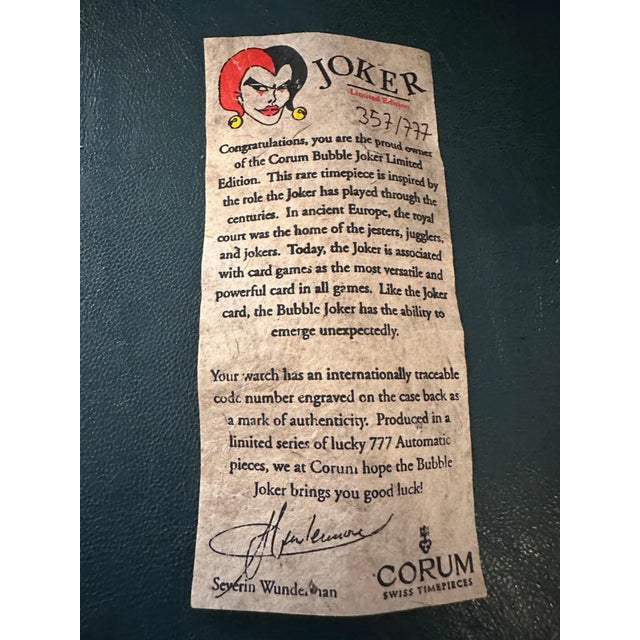 JOKER
Limited Edition
357/777
Congratulations, you are the proud owner
of the Corum Bubble Joker Limited
Edition. This rare timepiece is inspired by
the role the Joker has played through the
centuries. In ancient Europe, the royal
court was the home of the jesters, jugglers,
and jokers. Today, the Joker is associated
with card games as the most versatile and
powerful card in all games. Like the Joker
card, the Bubble Joker has the ability to
emerge unexpectedly.
Your watch has an internationally traceable
code number engraved on the case back as
a mark of authenticity. Produced in a
limited series of lucky 777 Automatic
pieces, we at Corum hope the Bubble
Joker brings you good luck!
Severin Wunderman
CORUM
SWISS TIMEPIECES